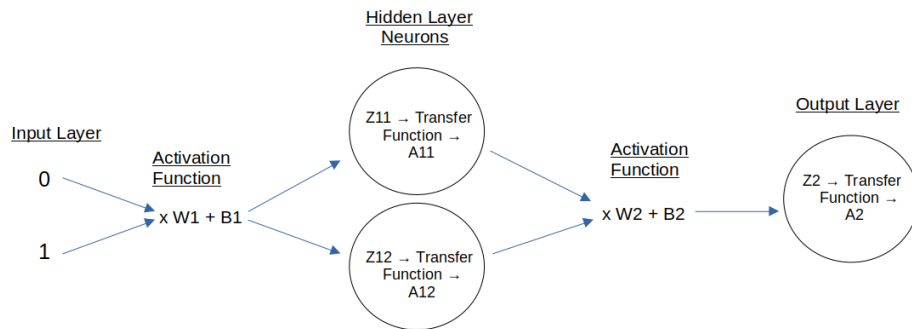 Hidden Layer
Neurons
Input Layer
0
1
Activation
Function
x W1 + B1
Z11 → Transfer
Function →
A11
Z12 → Transfer
Function →
A12
Activation
Function
x W2 + B2
Output Layer
Z2 → Transfer
Function →
A2